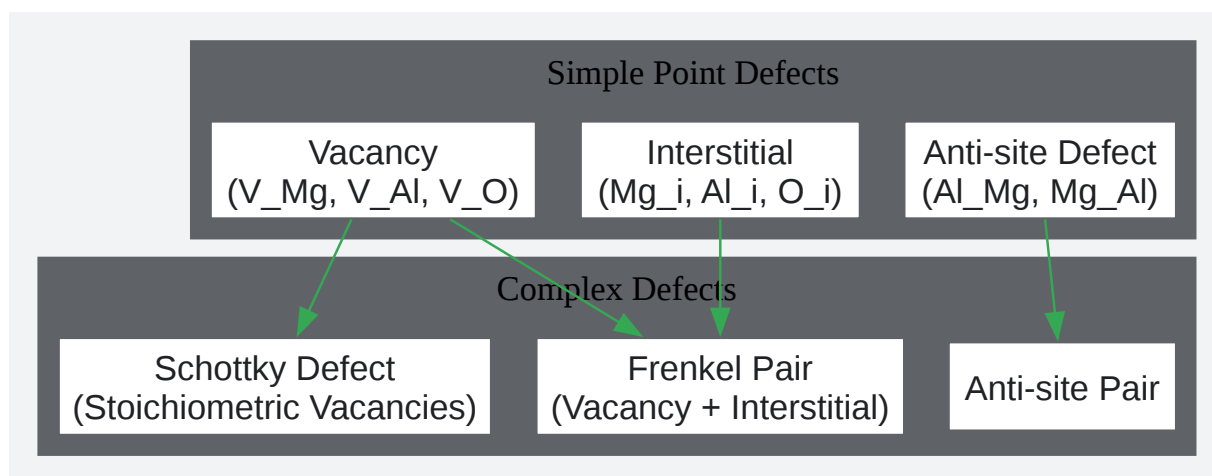 Simple Point Defects
Vacancy
(V_Mg, V_Al, V_O)
Interstitial
(Mg_i, Al_i, O_i)
Anti-site Defect
(Al_Mg, Mg_Al)
Complex Defects
Schottky Defect
(Stoichiometric Vacancies)
Frenkel Pair
(Vacancy + Interstitial)
Anti-site Pair